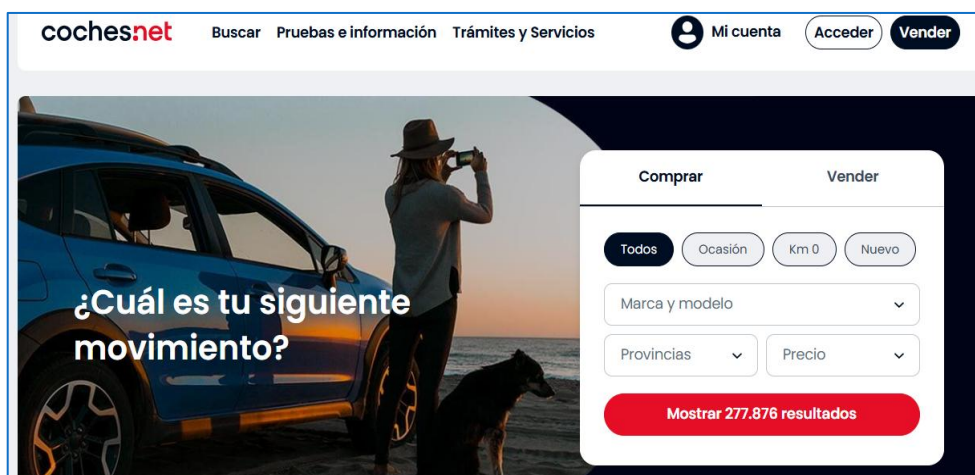 coches.net Buscar Pruebas e información Trámites y Servicios Mi cuenta Acceder Vender
¿Cuál es tu siguiente
movimiento?
Comprar Vender
Todos Ocasión Km 0 Nuevo
Marca y modelo
Provincias Precio
Mostrar 277.876 resultados